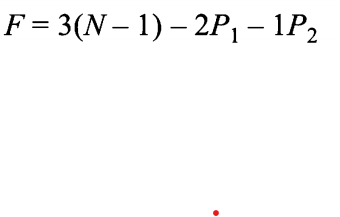 F = 3(N – 1) – 2P₁ – 1P₂